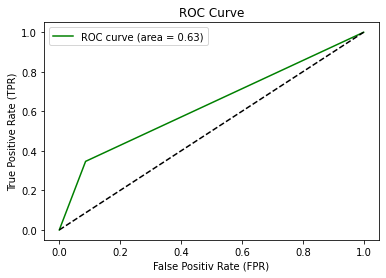 ROC Curve
ROC curve (area = 0.63)
True Positive Rate (TPR)
1.0
0.8
0.6
0.4
0.2
0.0
0.0 0.2 0.4 0.6 0.8 1.0
False Positiv Rate (FPR)